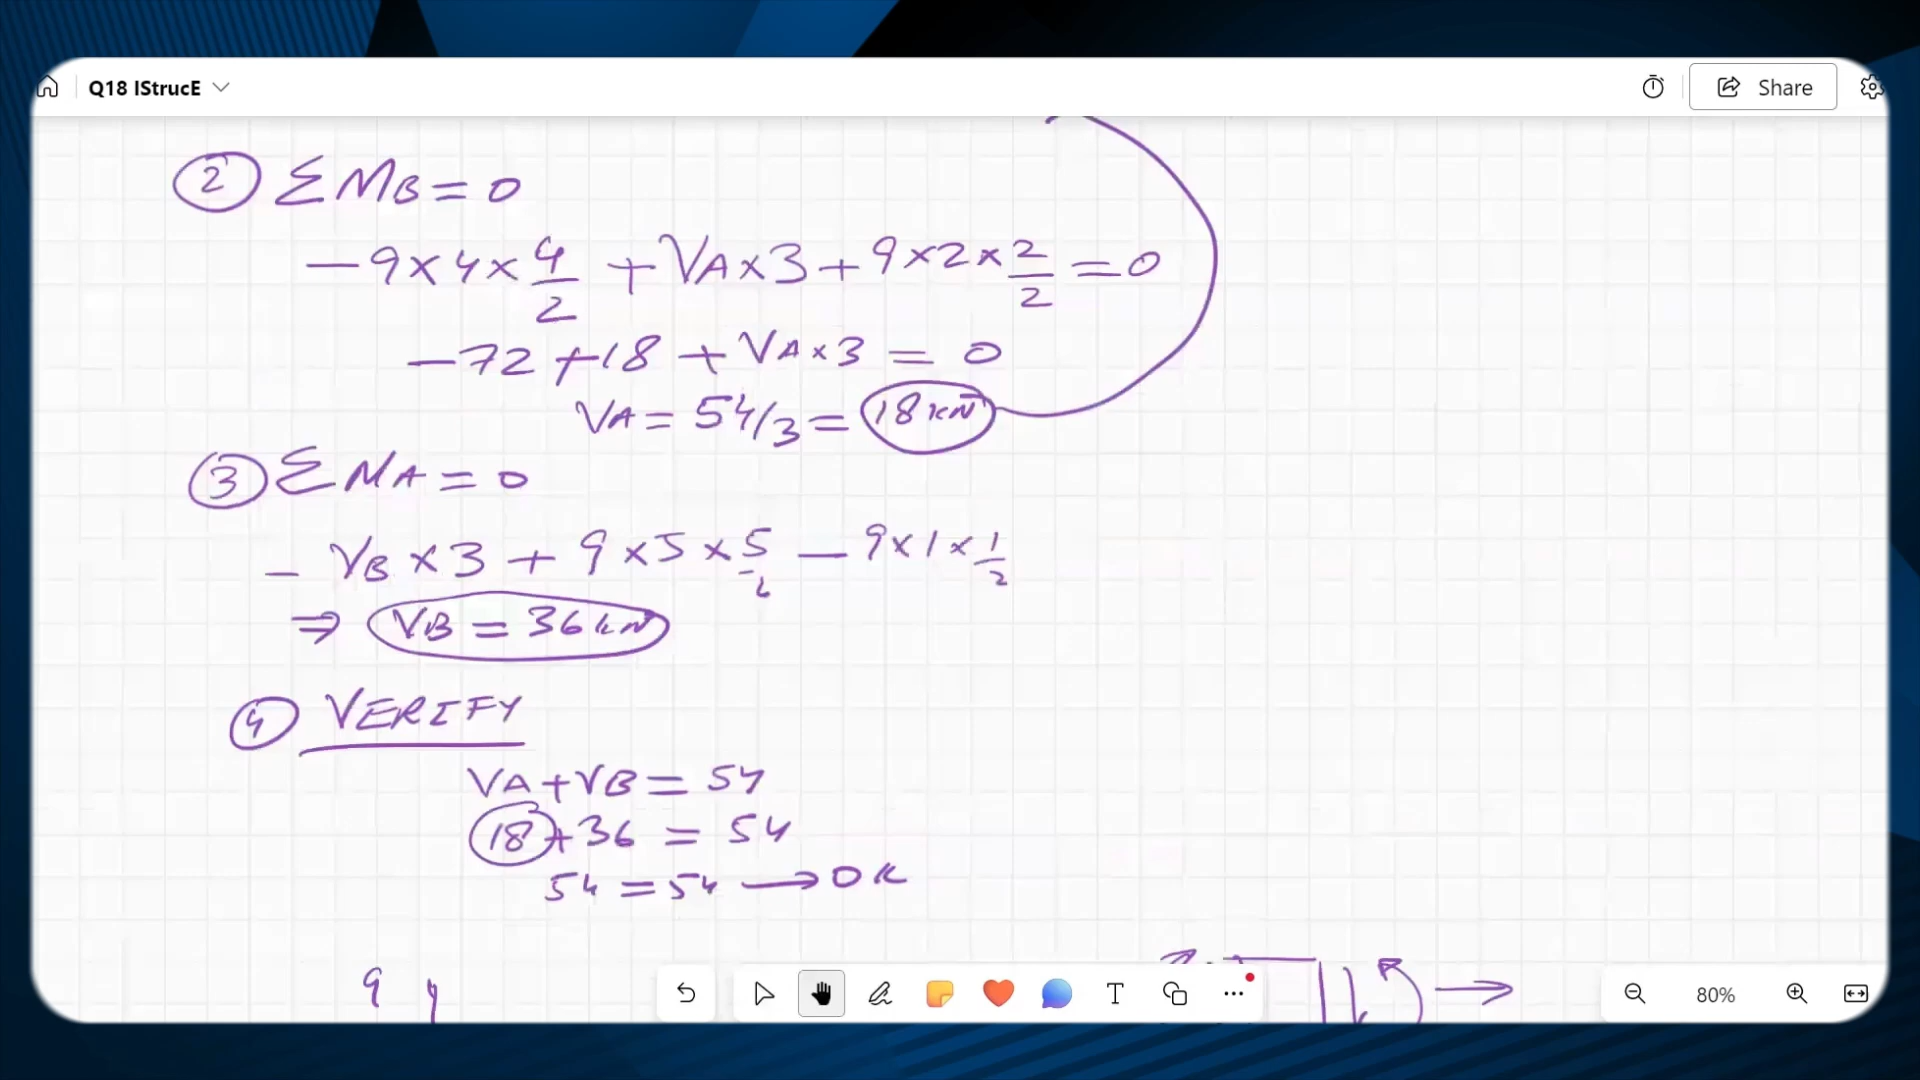 Q18 IStrucE
Share
② ΣMB = 0
-9×4×4/2 + VA×3 + 9×2×2/2 = 0
-72 + 18 + VA×3 = 0
VA = 54/3 = 18 kN
③ ΣMA = 0
- VB × 3 + 9×5×5/2 - 9×1×1/2
⇒ VB = 36 kN
④ VERIFY
VA + VB = 54
18 + 36 = 54
54 = 54 → OK
9
T
80%